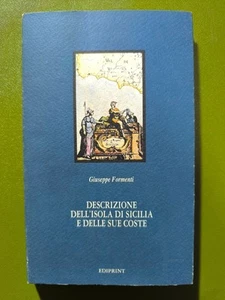 Giuseppe Formenti
DESCRIZIONE
DELL'ISOLA DI SICILIA
E DELLE SUE COSTE
EDIPRINT